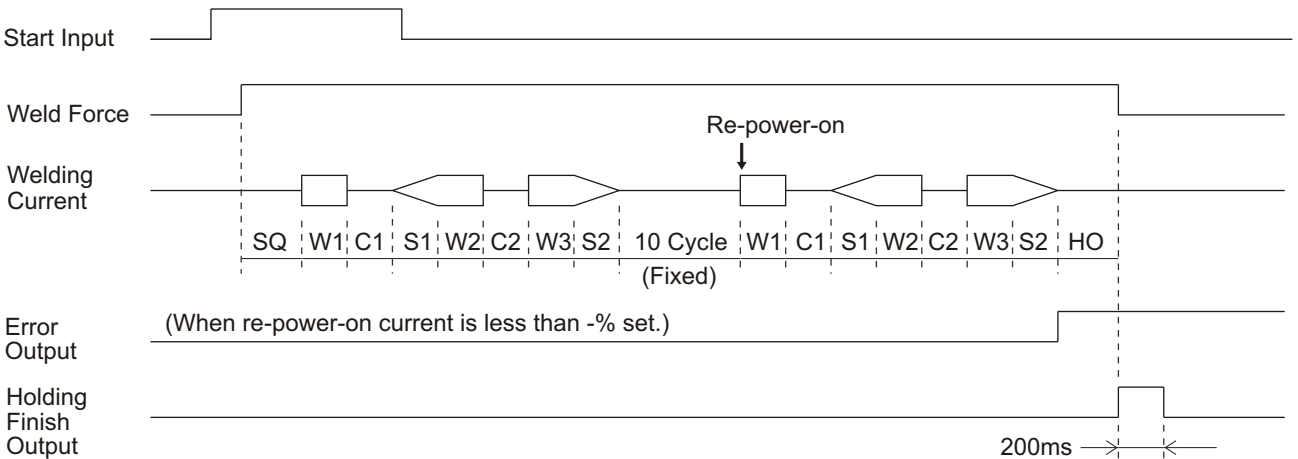 Start Input
Weld Force
Re-power-on
Welding
Current
SQ W1 C1 S1 W2 C2 W3 S2 10 Cycle W1 C1 S1 W2 C2 W3 S2 HO
(Fixed)
Error
Output
(When re-power-on current is less than -% set.)
Holding
Finish
Output
200ms